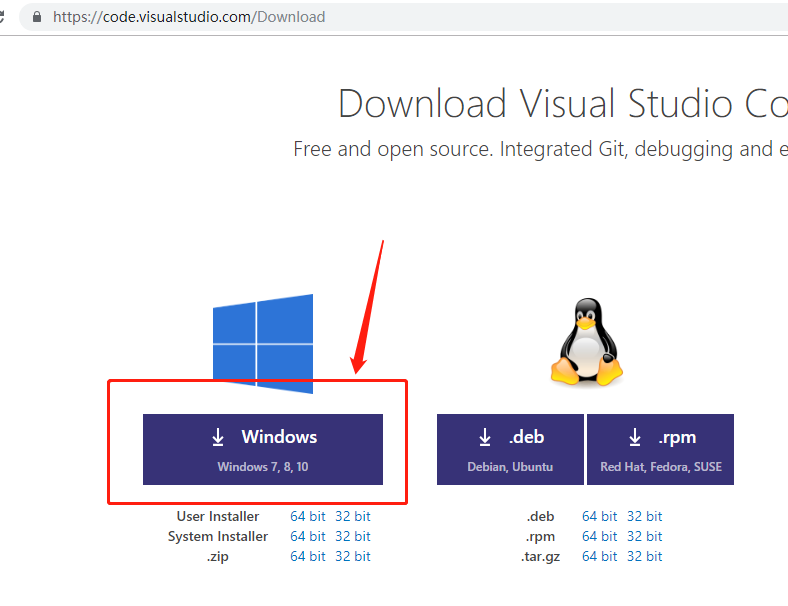 https://code.visualstudio.com/Download
Download Visual Studio Co
Free and open source. Integrated Git, debugging and e
Windows
Windows 7, 8, 10
.deb
Debian, Ubuntu
.rpm
Red Hat, Fedora, SUSE
User Installer 64 bit 32 bit
System Installer 64 bit 32 bit
.zip 64 bit 32 bit
.deb 64 bit 32 bit
.rpm 64 bit 32 bit
.tar.gz 64 bit 32 bit